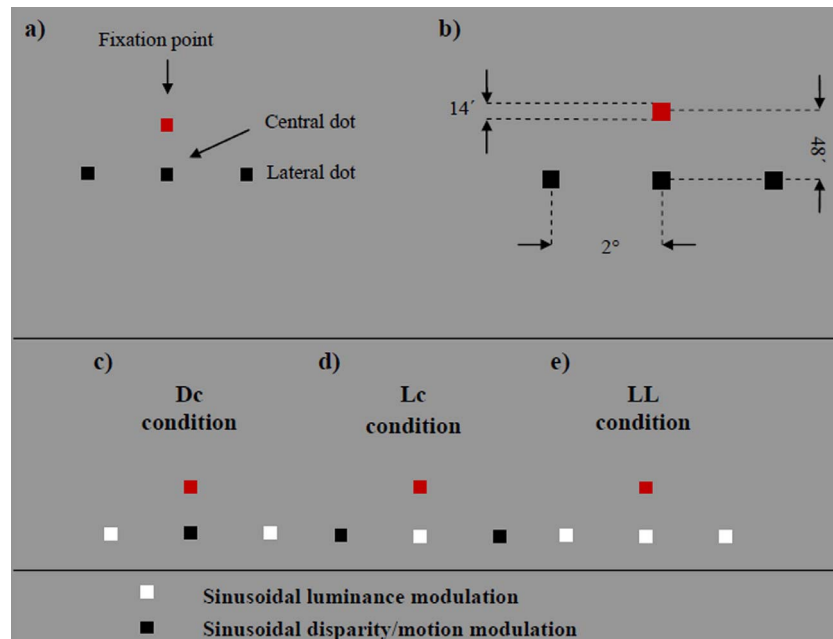 a)
Fixation point
Central dot
Lateral dot
b)
14´
48´
2°
c)
Dc
condition
d)
Lc
condition
e)
LL
condition
Sinusoidal luminance modulation
Sinusoidal disparity/motion modulation